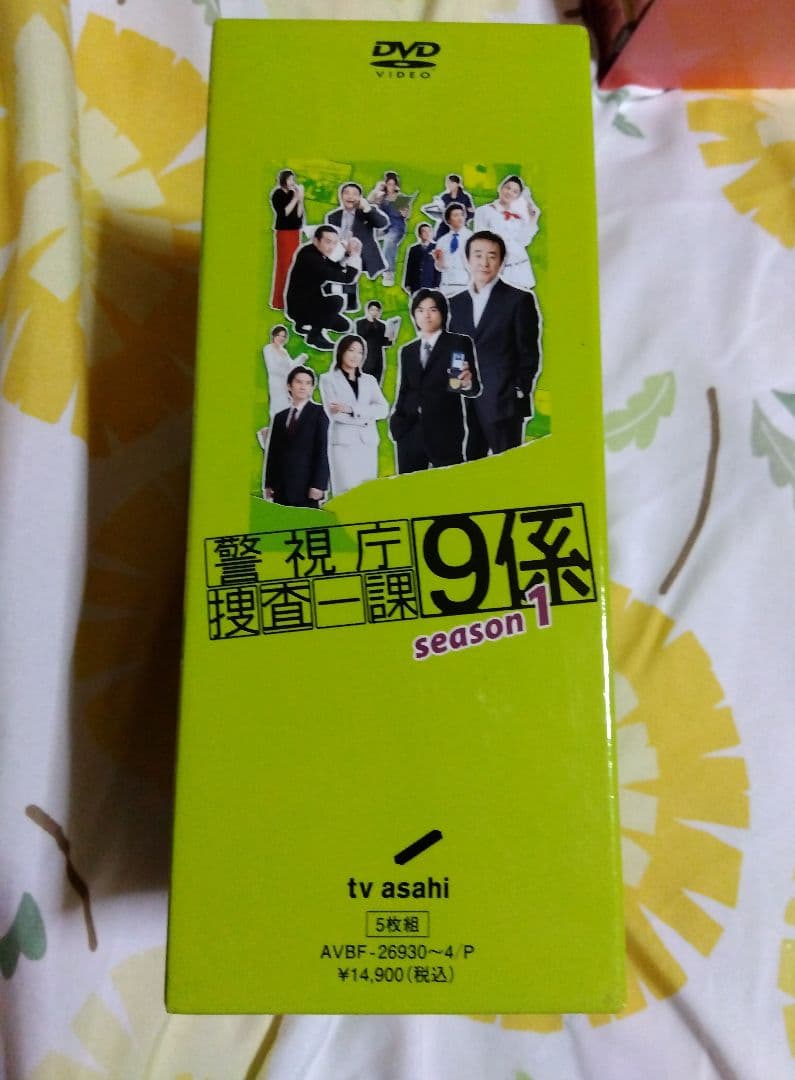 DVD
VIDEO
警視庁
捜査一課9係
season 1
tv asahi
5枚組
AVBF-26930～4/P
¥14,900(税込)